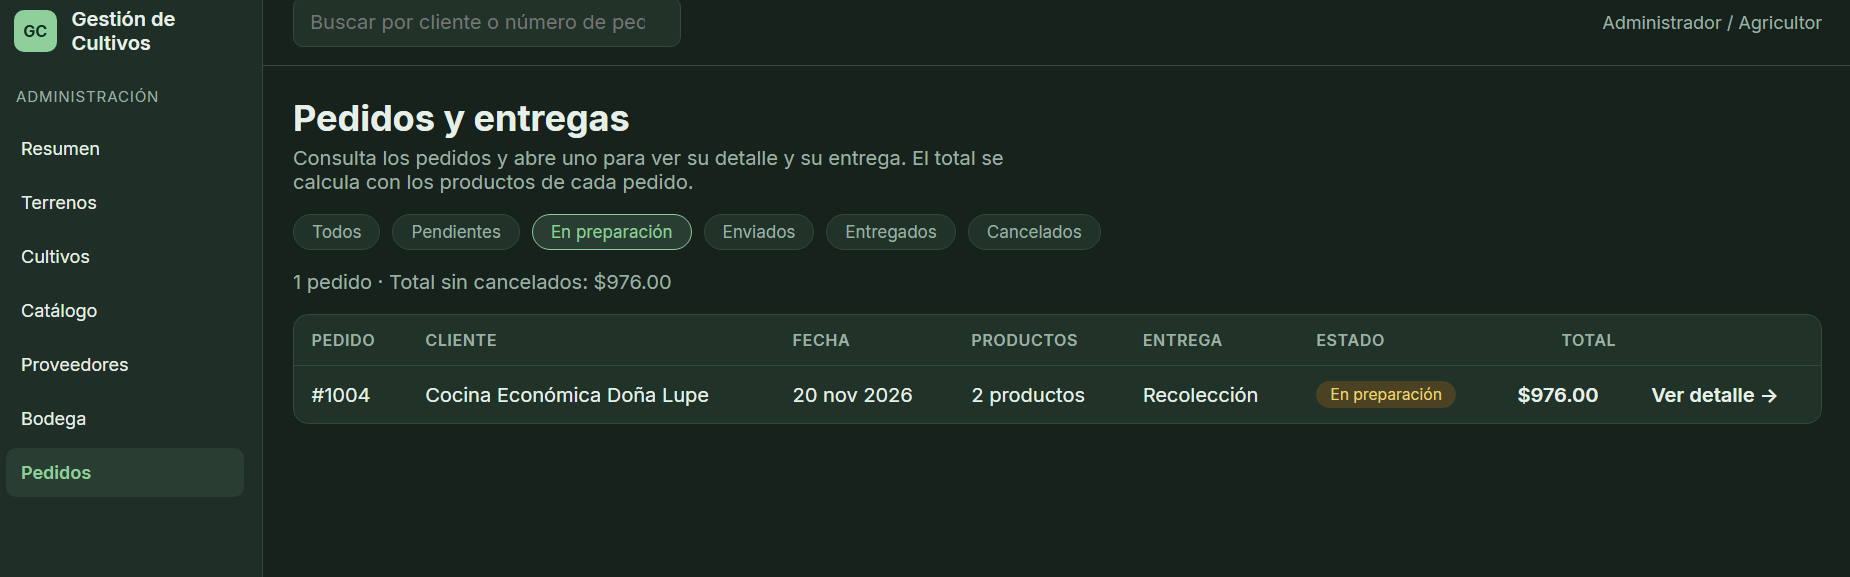 GC
Gestión de
Cultivos
Buscar por cliente o número de ped
Administrador / Agricultor
ADMINISTRACIÓN
Resumen
Terrenos
Cultivos
Catálogo
Proveedores
Bodega
Pedidos
Pedidos y entregas
Consulta los pedidos y abre uno para ver su detalle y su entrega. El total se
calcula con los productos de cada pedido.
Todos Pendientes En preparación Enviados Entregados Cancelados
1 pedido · Total sin cancelados: $976.00
PEDIDO CLIENTE FECHA PRODUCTOS ENTREGA ESTADO TOTAL
#1004 Cocina Económica Doña Lupe 20 nov 2026 2 productos Recolección En preparación $976.00 Ver detalle →